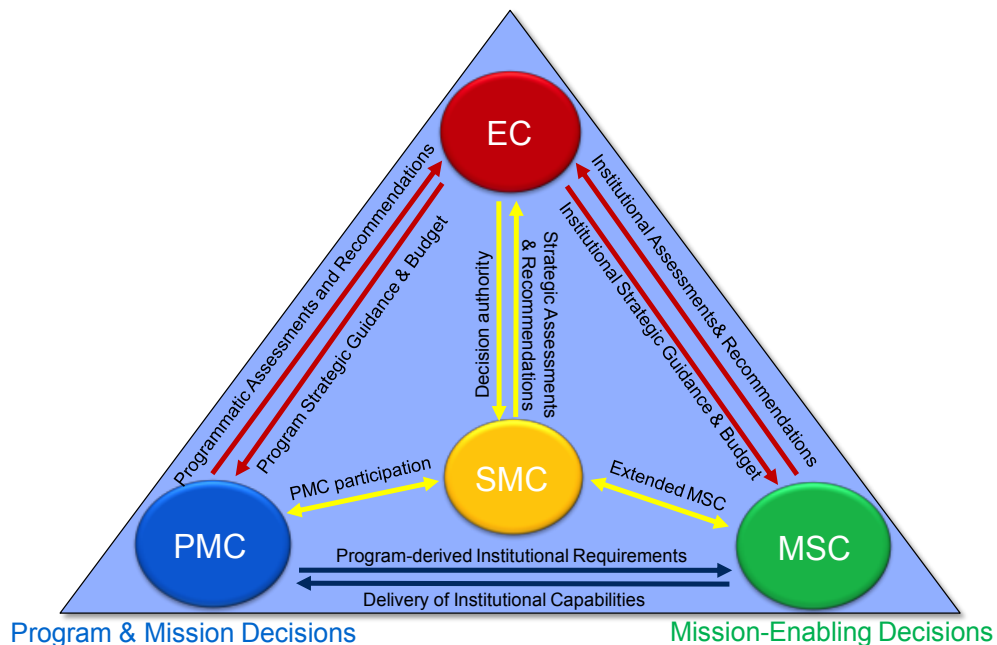 EC
Programmatic Assessments and Recommendations
Program Strategic Guidance & Budget
Decision authority
Strategic Assessments
& Recommendations
Institutional Strategic Guidance & Budget
Institutional Assessments& Recommendations
PMC participation
SMC
Extended MSC
PMC
MSC
Program-derived Institutional Requirements
Delivery of Institutional Capabilities
Program & Mission Decisions
Mission-Enabling Decisions